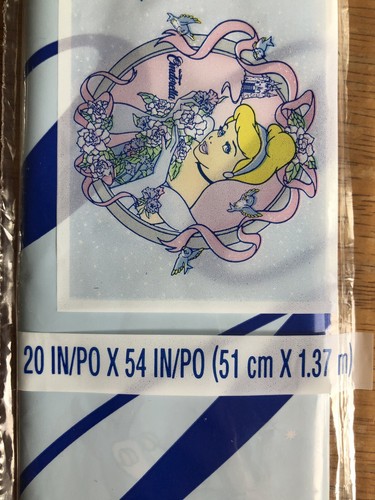 Cinderella
20 IN/PO X 54 IN/PO (51 cm X 1.37 m)